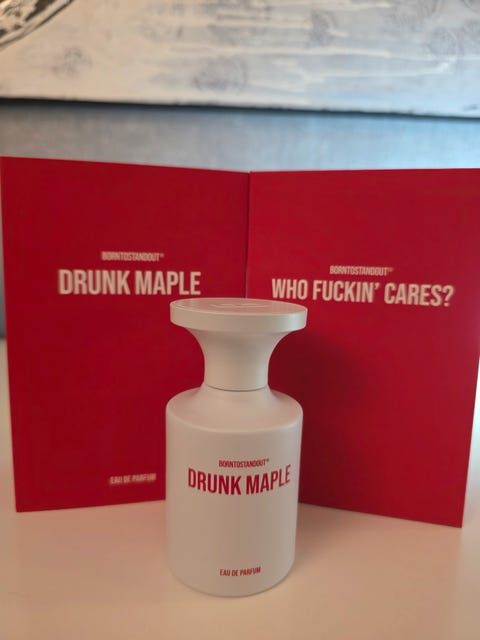 BORNTOSTANDOUT®
DRUNK MAPLE
EAU DE PARFUM
BORNTOSTANDOUT®
WHO FUCKIN' CARES?
BORNTOSTANDOUT®
DRUNK MAPLE
EAU DE PARFUM